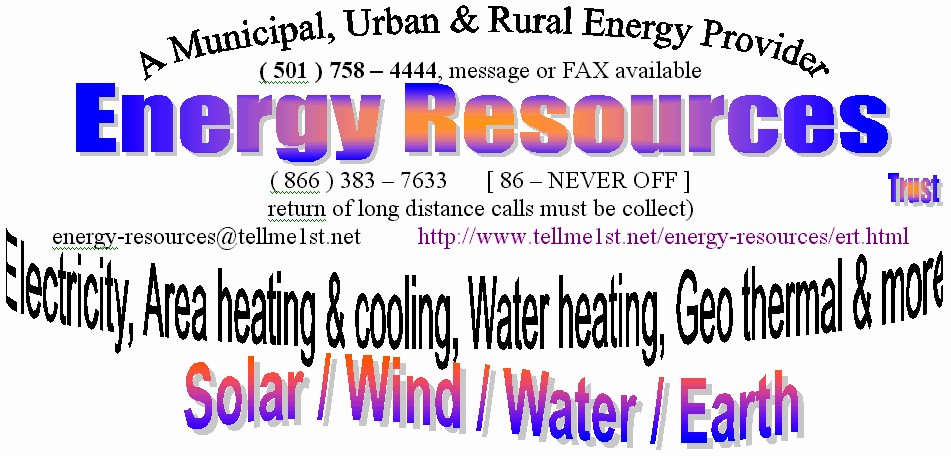 A Municipal, Urban & Rural Energy Provider
( 501 ) 758 – 4444, message or FAX available
Energy Resources
( 866 ) 383 – 7633 [ 86 – NEVER OFF ]
Trust
return of long distance calls must be collect)
energy-resources@tellme1st.net http://www.tellme1st.net/energy-resources/ert.html
Electricity, Area heating & cooling, Water heating, Geo thermal & more
Solar / Wind / Water / Earth